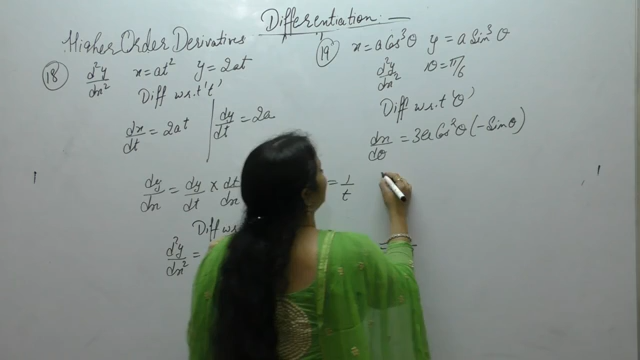 Differentiation:
Higher Order Derivatives
(18) d²y/dx² x = at² y = 2at
Diff w.r.t 't'
dx/dt = 2at | dy/dt = 2a
dy/dx = dy/dt × dt/dx = 1/t
Diff w.r
d²y/dx² =
(19) x = a Cos³θ y = a Sin³θ
d²y/dx² θ = π/6
Diff w.r.t 'θ'
dx/dθ = 3a Cos²θ (-Sinθ)